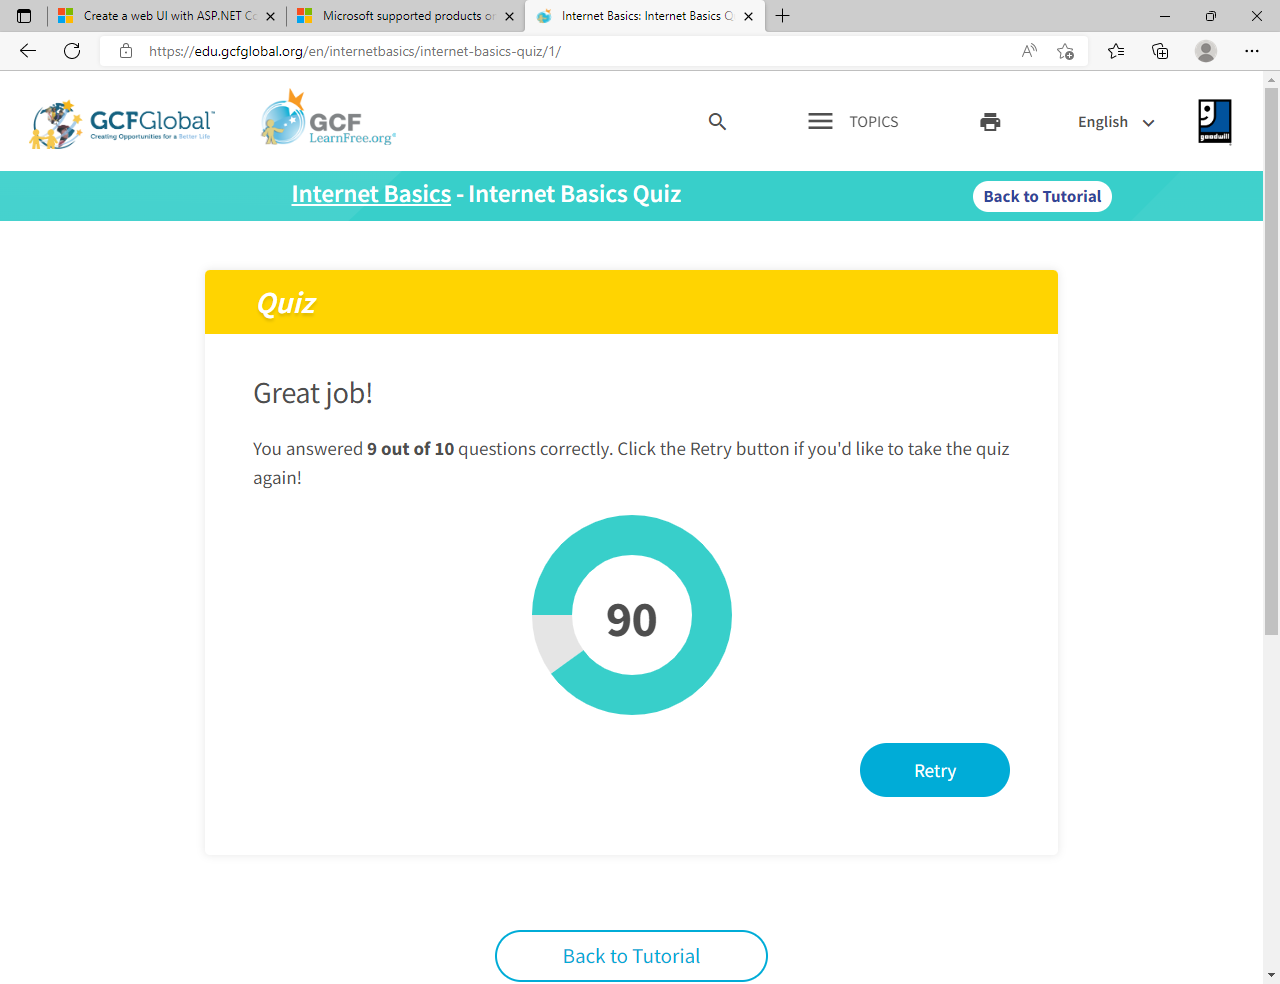 Create a web UI with ASP.NET Co
Microsoft supported products or
Internet Basics: Internet Basics Q
https://edu.gcfglobal.org/en/internetbasics/internet-basics-quiz/1/
GCFGlobal™
Creating Opportunities for a Better Life
GCF
LearnFree.org®
TOPICS
English
goodwill
Internet Basics - Internet Basics Quiz
Back to Tutorial
Quiz
Great job!
You answered 9 out of 10 questions correctly. Click the Retry button if you'd like to take the quiz
again!
90
Retry
Back to Tutorial